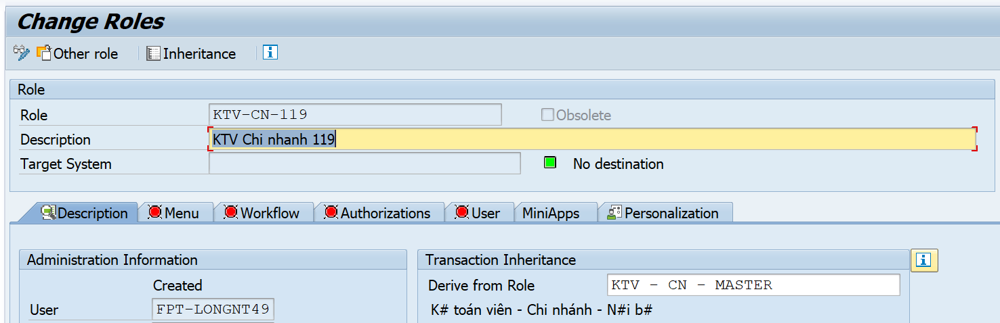 Change Roles
Other role Inheritance
Role
Role KTV-CN-119 Obsolete
Description KTV Chi nhanh 119
Target System No destination
Description Menu Workflow Authorizations User MiniApps Personalization
Administration Information Transaction Inheritance
Created Derive from Role KTV - CN - MASTER
User FPT-LONGNT49 K# toán viên - Chi nhánh - N#i b#